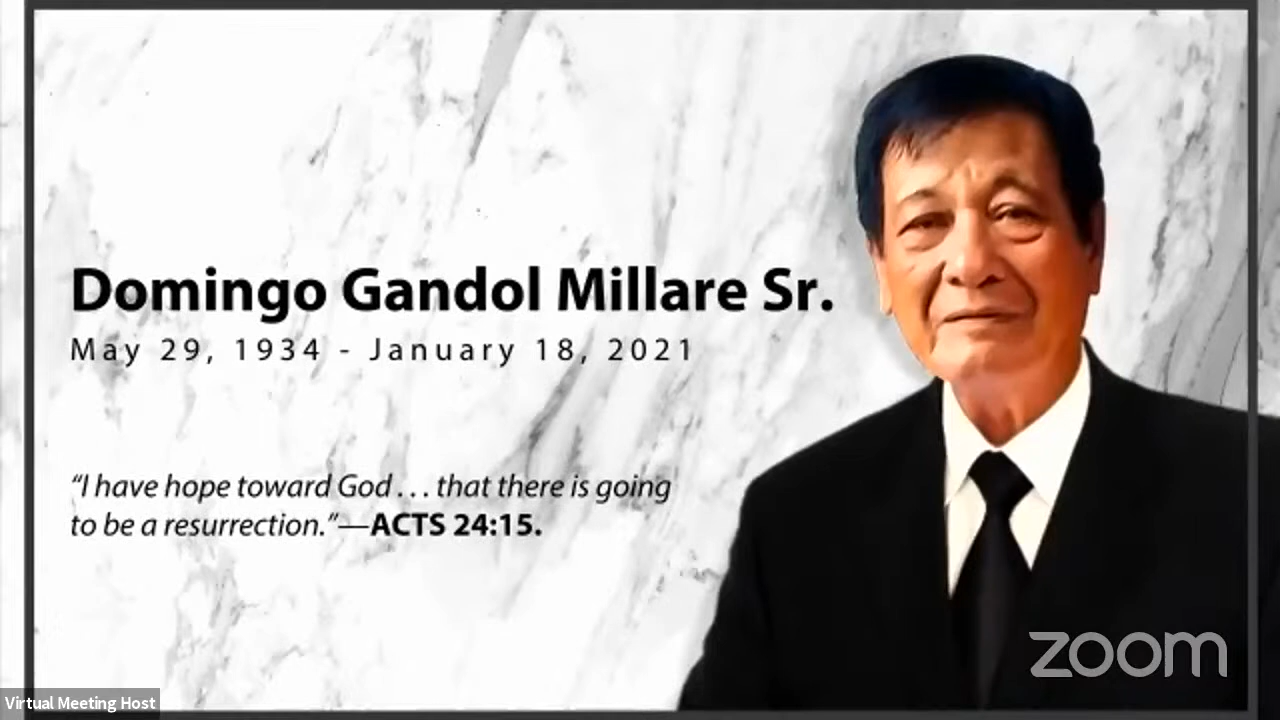 Domingo Gandol Millare Sr.
May 29, 1934 - January 18, 2021
“I have hope toward God . . . that there is going
to be a resurrection.”—ACTS 24:15.
zoom
Virtual Meeting Host